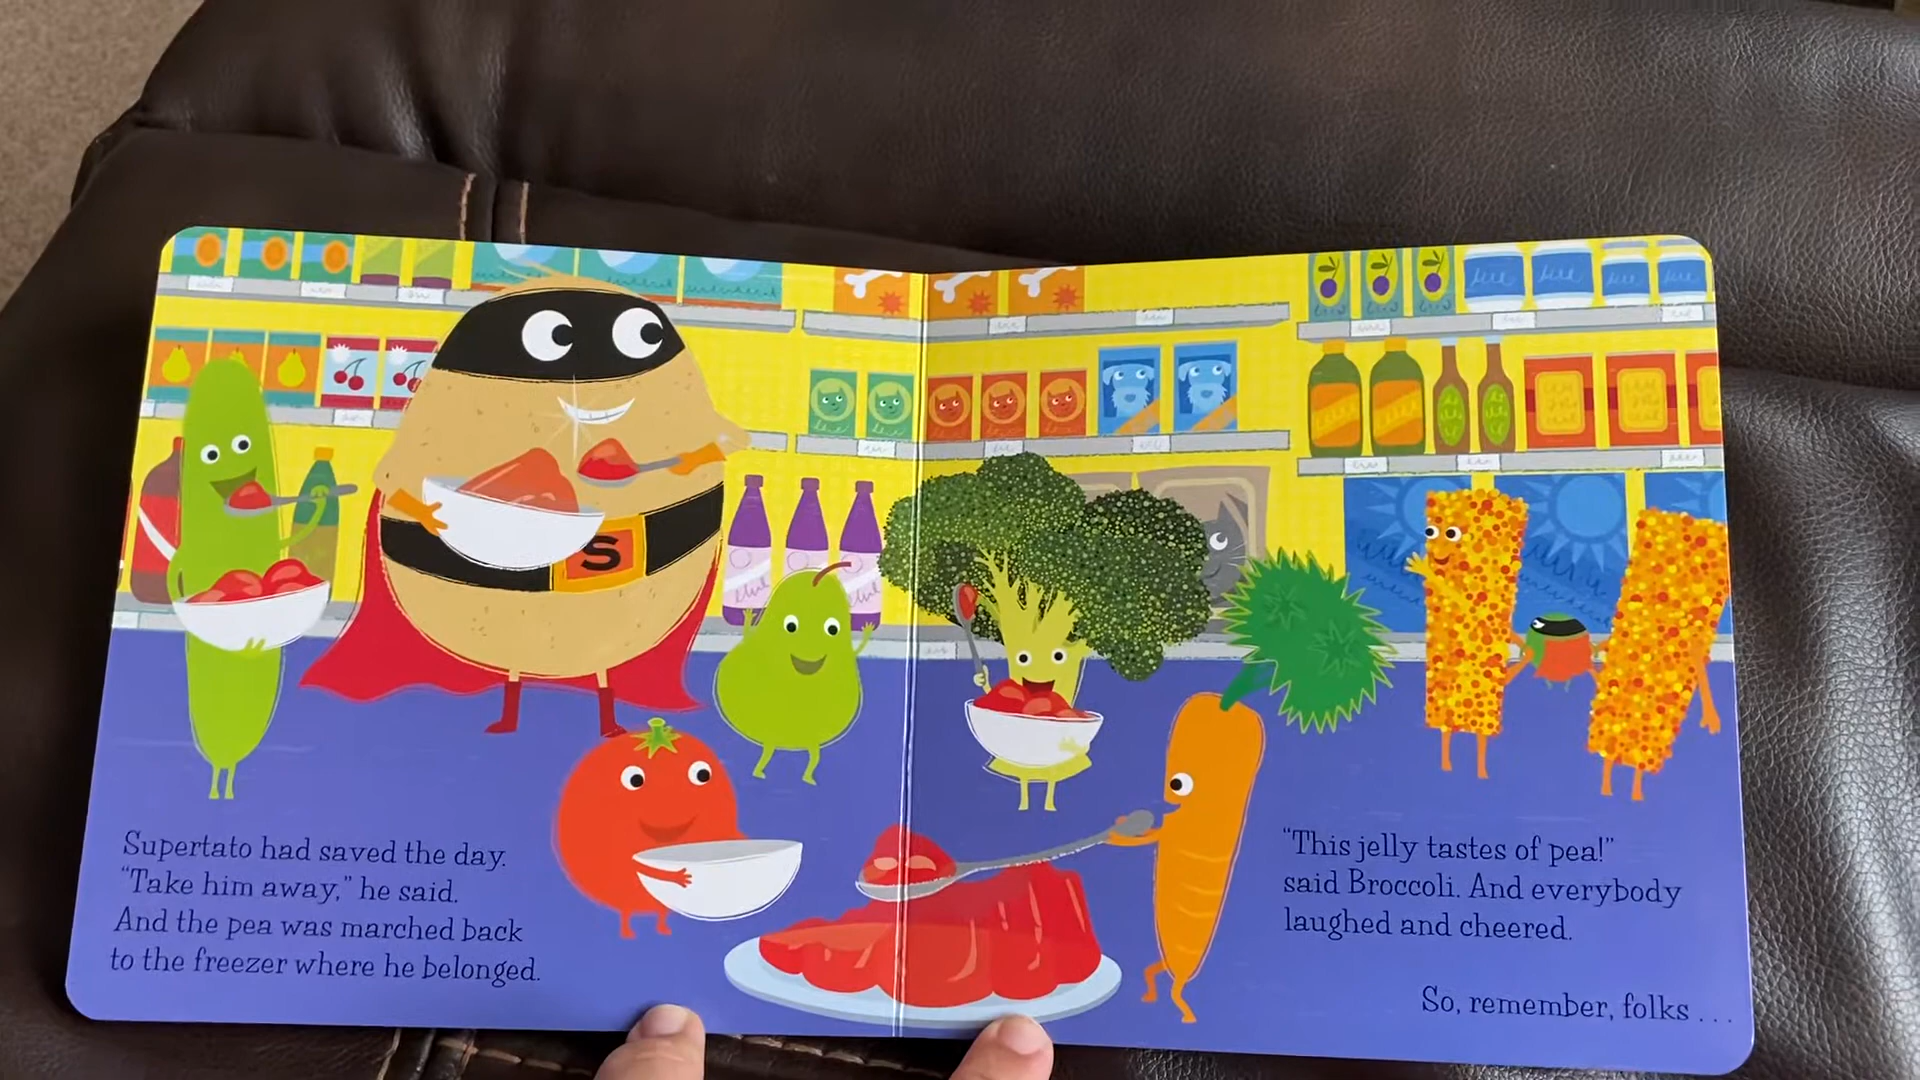 S
Supertato had saved the day.
“Take him away,” he said.
And the pea was marched back
to the freezer where he belonged.
“This jelly tastes of pea!”
said Broccoli. And everybody
laughed and cheered.
So, remember, folks . . .